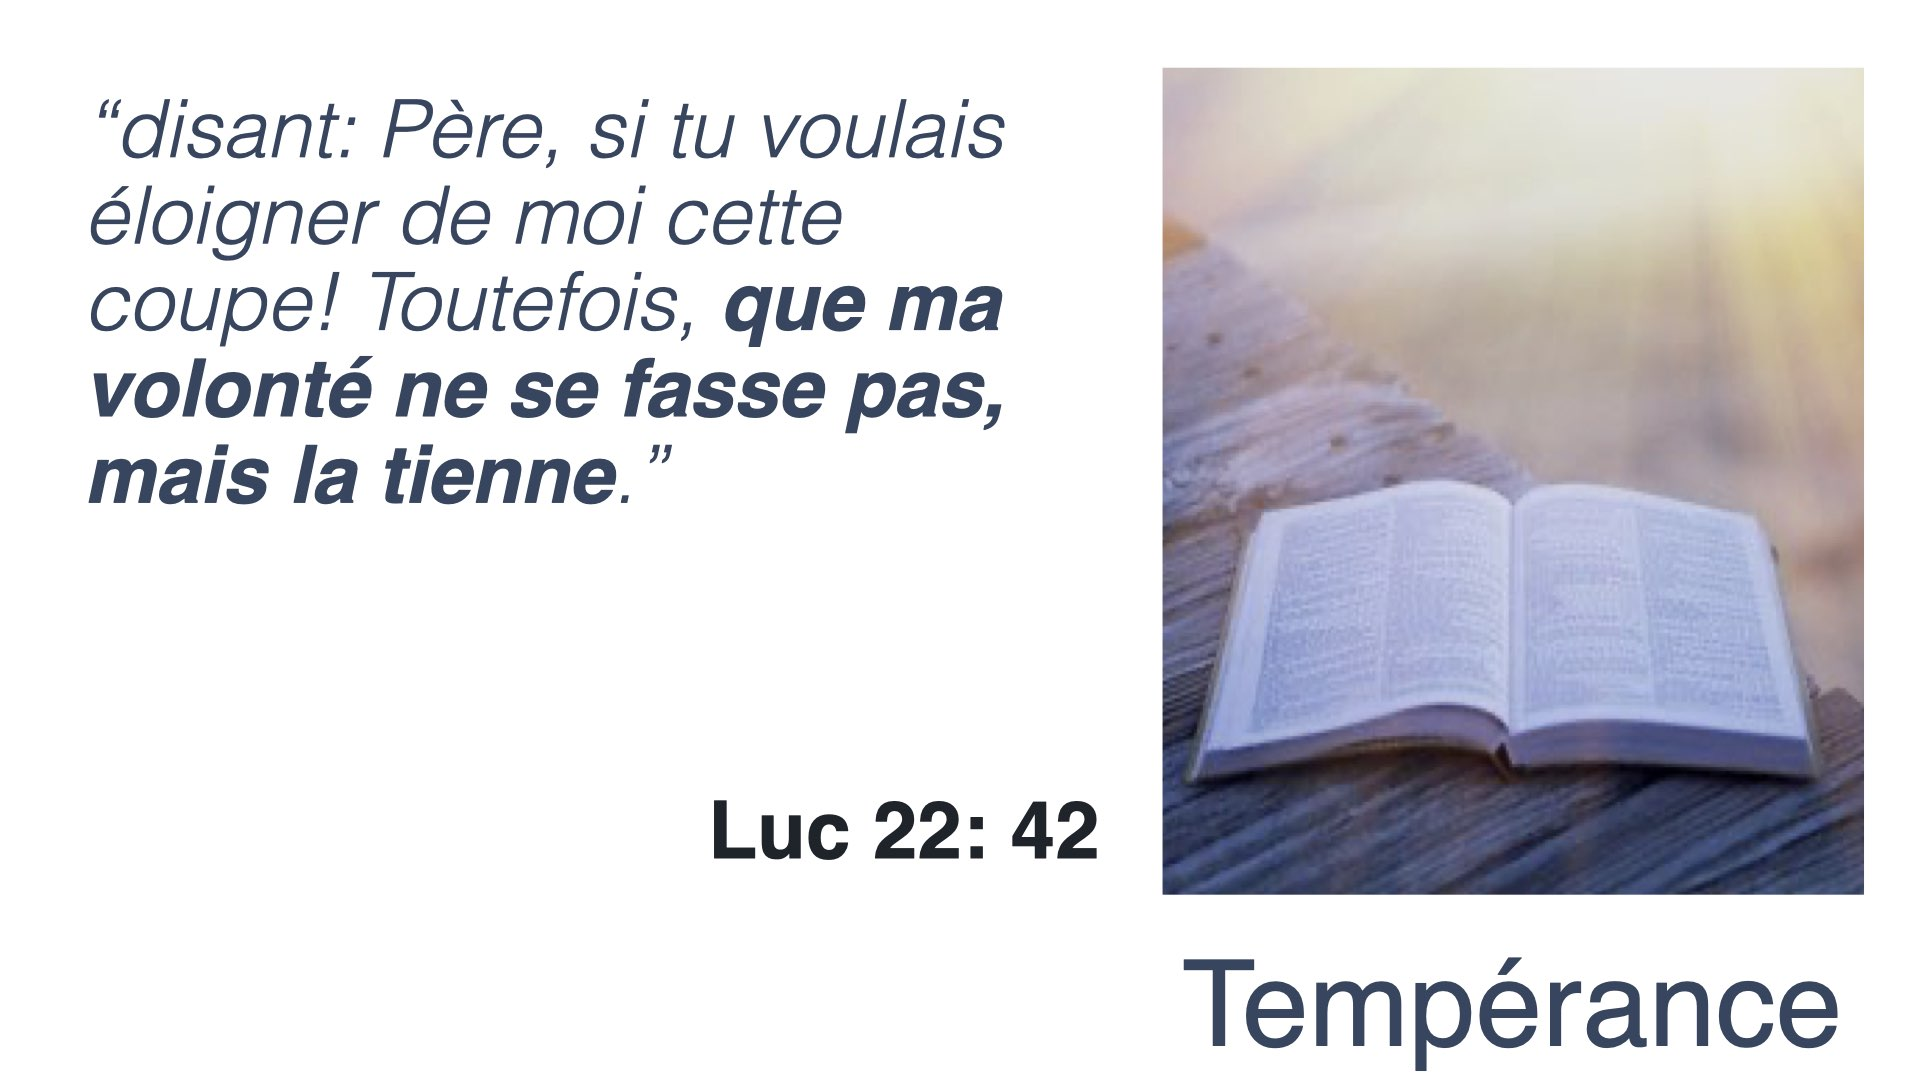 “disant: Père, si tu voulais
éloigner de moi cette
coupe! Toutefois, que ma
volonté ne se fasse pas,
mais la tienne.”
Luc 22: 42
Tempérance